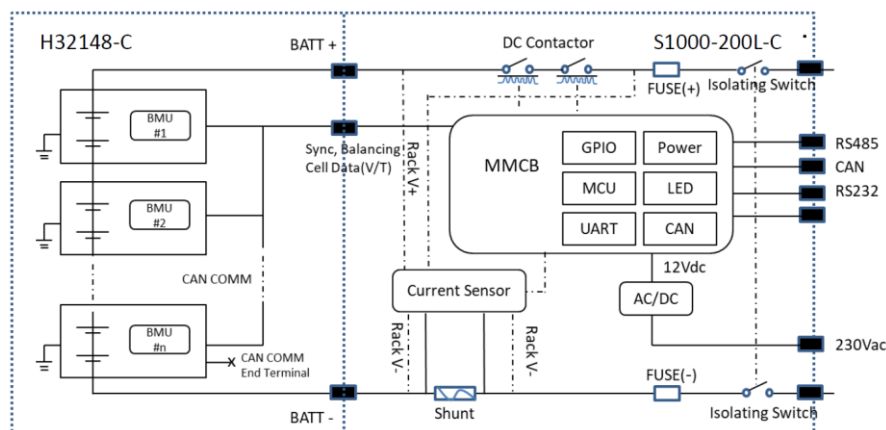 H32148-C
BATT +
DC Contactor
S1000-200L-C
FUSE(+)
Isolating Switch
BMU
#1
Sync, Balancing
Cell Data(V/T)
Rack V+
MMCB
GPIO
Power
MCU
LED
UART
CAN
RS485
CAN
RS232
BMU
#2
CAN COMM
12Vdc
Current Sensor
AC/DC
BMU
#n
CAN COMM
End Terminal
Rack V-
Rack V-
230Vac
FUSE(-)
BATT -
Shunt
Isolating Switch